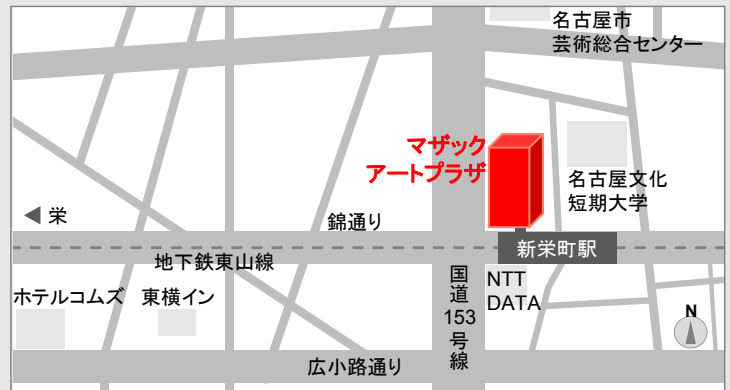 名古屋市
芸術総合センター
マザック
アートプラザ
名古屋文化
短期大学
◀ 栄
錦通り
新栄町駅
地下鉄東山線
国道153号線
NTT
DATA
ホテルコムズ
東横イン
N
広小路通り